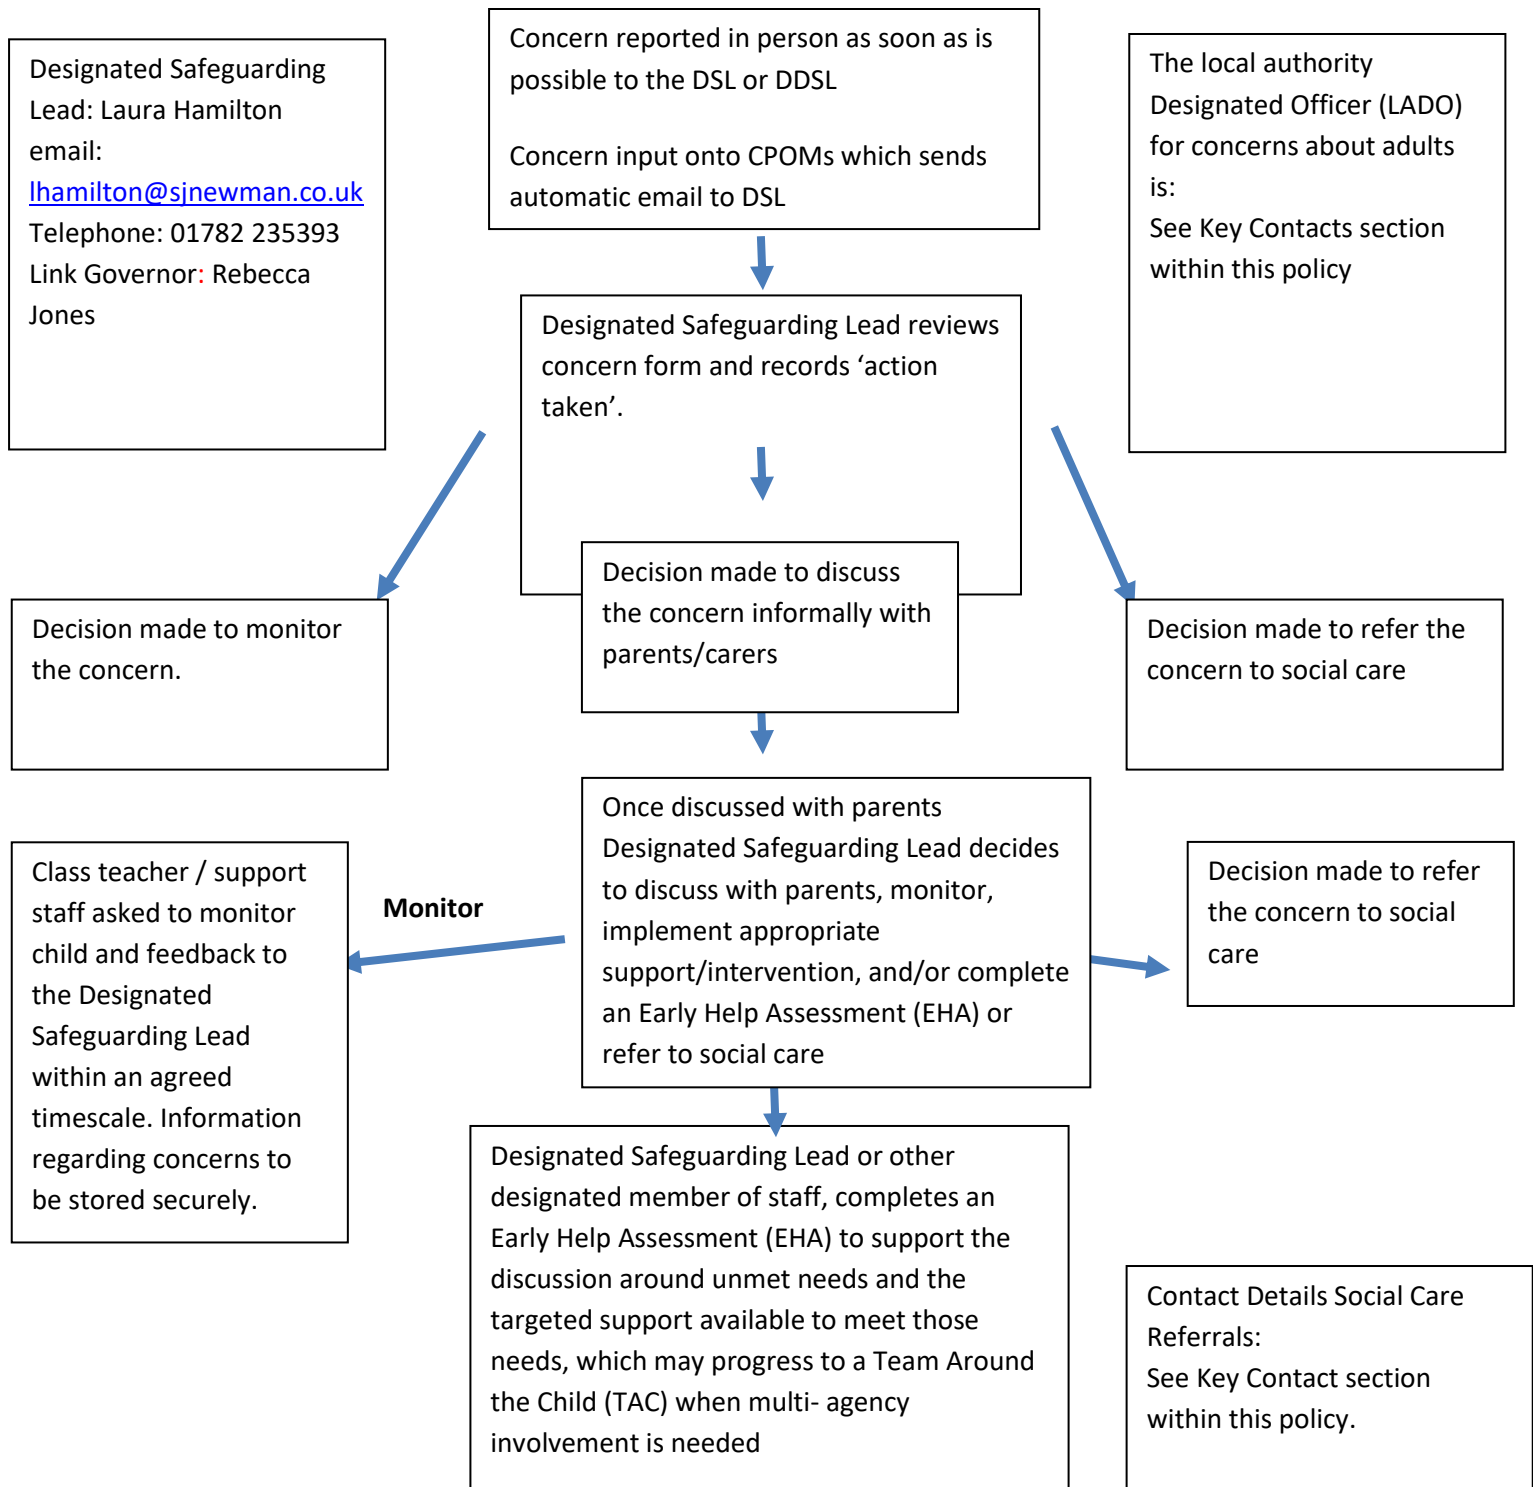 Designated Safeguarding
Lead: Laura Hamilton
email:
lhamilton@sjnewman.co.uk
Telephone: 01782 235393
Link Governor: Rebecca
Jones
Concern reported in person as soon as is
possible to the DSL or DDSL
Concern input onto CPOMs which sends
automatic email to DSL
The local authority
Designated Officer (LADO)
for concerns about adults
is:
See Key Contacts section
within this policy
Designated Safeguarding Lead reviews
concern form and records ‘action
taken’.
Decision made to monitor
the concern.
Decision made to discuss
the concern informally with
parents/carers
Decision made to refer the
concern to social care
Class teacher / support
staff asked to monitor
child and feedback to
the Designated
Safeguarding Lead
within an agreed
timescale. Information
regarding concerns to
be stored securely.
Monitor
Once discussed with parents
Designated Safeguarding Lead decides
to discuss with parents, monitor,
implement appropriate
support/intervention, and/or complete
an Early Help Assessment (EHA) or
refer to social care
Decision made to refer
the concern to social
care
Designated Safeguarding Lead or other
designated member of staff, completes an
Early Help Assessment (EHA) to support the
discussion around unmet needs and the
targeted support available to meet those
needs, which may progress to a Team Around
the Child (TAC) when multi- agency
involvement is needed
Contact Details Social Care
Referrals:
See Key Contact section
within this policy.